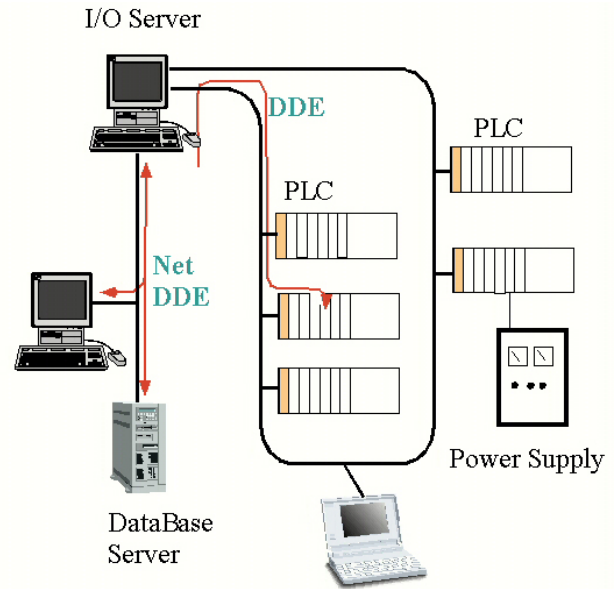 I/O Server
DDE
PLC
PLC
Net
DDE
Power Supply
DataBase
Server